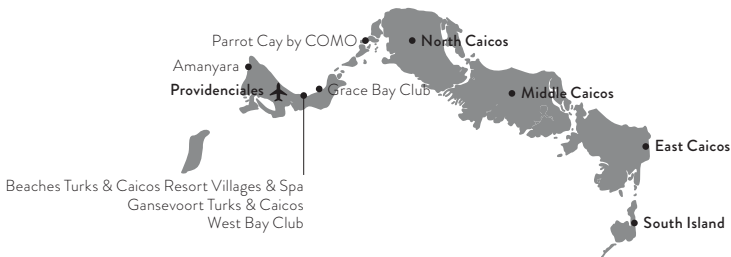 Parrot Cay by COMO
North Caicos
Amanyara
Providenciales
Grace Bay Club
Middle Caicos
East Caicos
Beaches Turks & Caicos Resort Villages & Spa
Gansevoort Turks & Caicos
West Bay Club
South Island